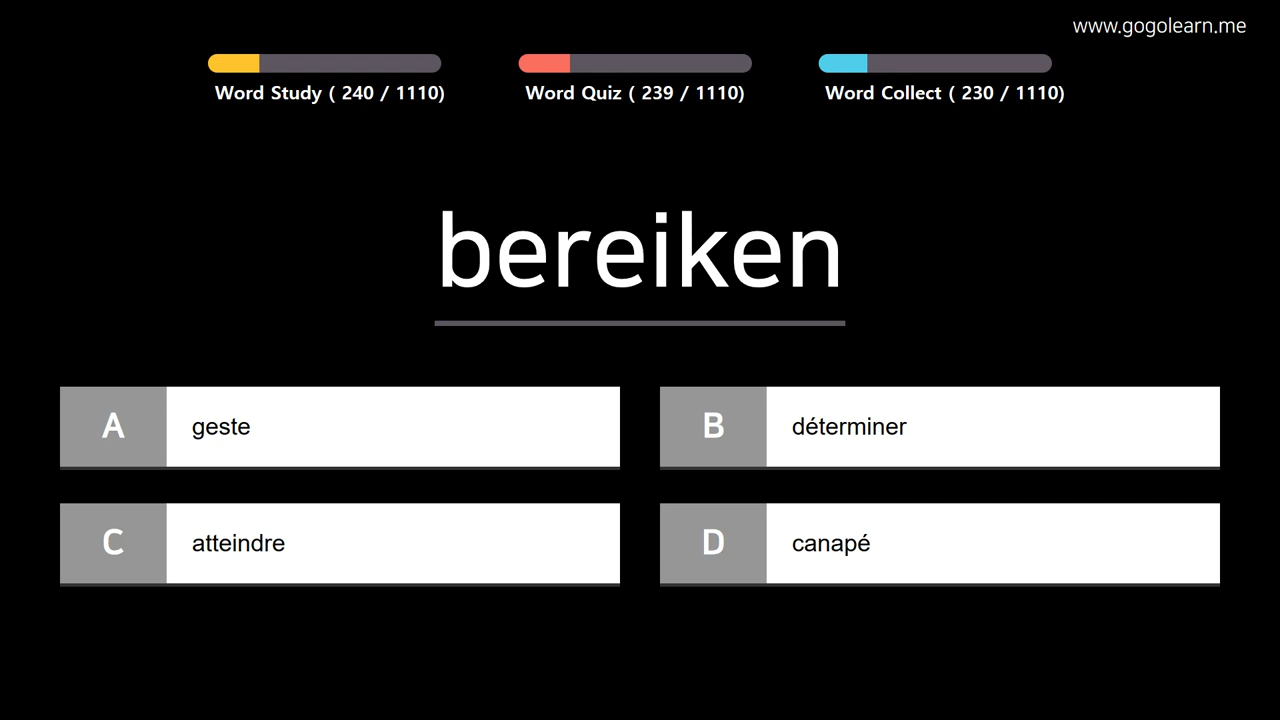 www.gogolearn.me
Word Study ( 240 / 1110)
Word Quiz ( 239 / 1110)
Word Collect ( 230 / 1110)
bereiken
A geste
B déterminer
C atteindre
D canapé